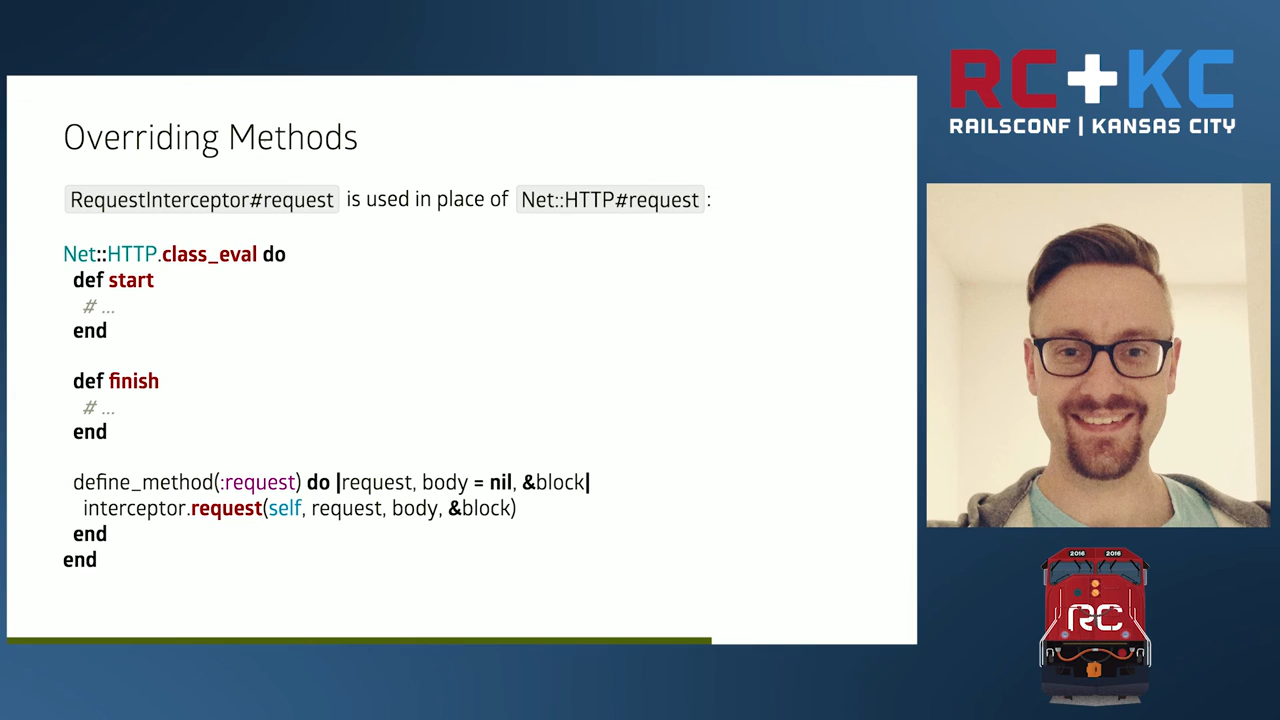 Overriding Methods
RequestInterceptor#request is used in place of Net::HTTP#request :
Net::HTTP.class_eval do
  def start
    # ...
  end

  def finish
    # ...
  end

  define_method(:request) do |request, body = nil, &block|
    interceptor.request(self, request, body, &block)
  end
end
RC+KC
RAILSCONF | KANSAS CITY
2016 2016
RC